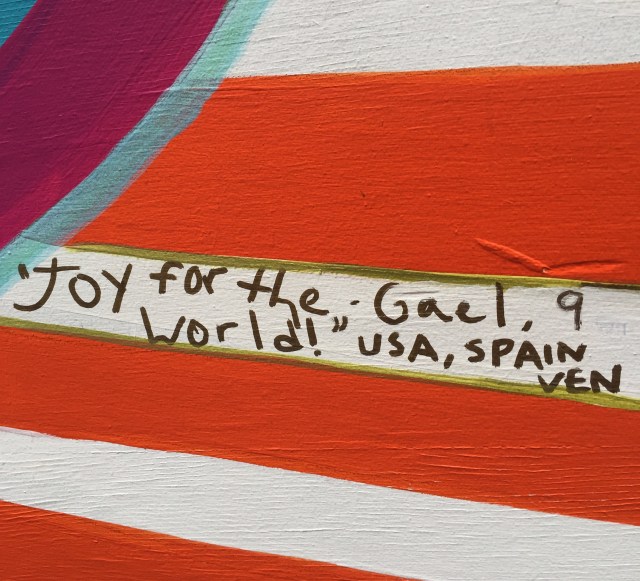 "Joy for the
World!"
- Gael, 9
USA, SPAIN
VEN